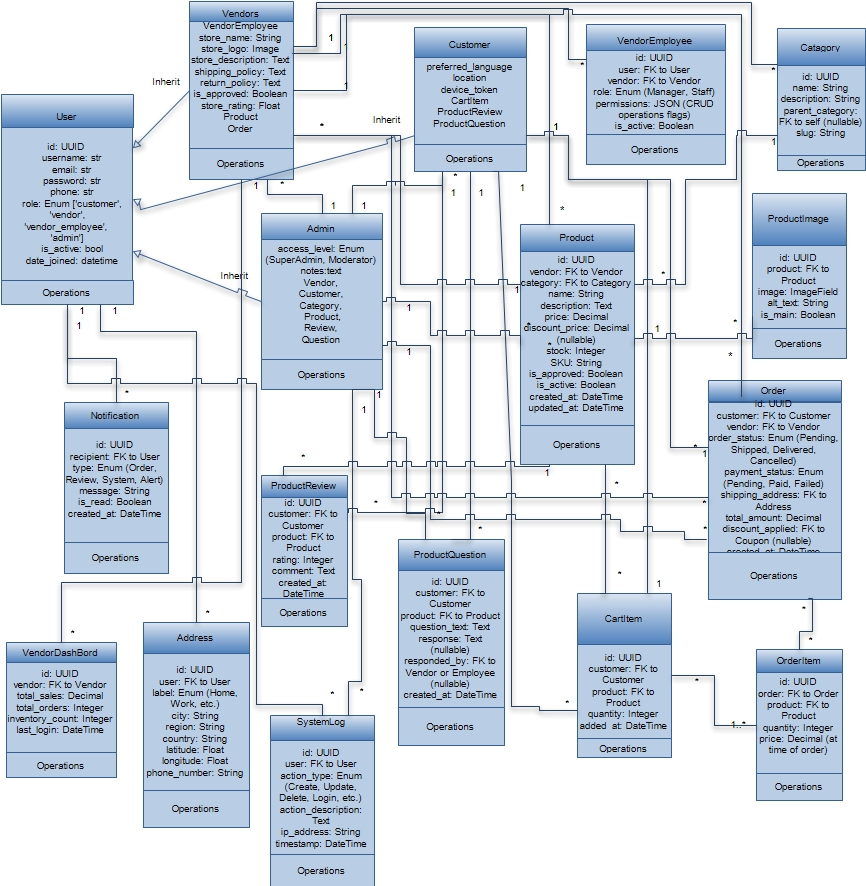 Vendors
VendorEmployee
store_name: String
store_logo: Image
store_description: Text
shipping_policy: Text
return_policy: Text
is_approved: Boolean
store_rating: Float
Product
Order
Operations
Customer
preferred_language
location
device_token
CartItem
ProductReview
ProductQuestion
Operations
VendorEmployee
id: UUID
user: FK to User
vendor: FK to Vendor
role: Enum (Manager, Staff)
permissions: JSON (CRUD
operations flags)
is_active: Boolean
Operations
Catagory
id: UUID
name: String
description: String
parent_category:
FK to self (nullable)
slug: String
Operations
User
id: UUID
username: str
email: str
password: str
phone: str
role: Enum ['customer',
'vendor',
'vendor_employee',
'admin']
is_active: bool
date_joined: datetime
Operations
Inherit
Inherit
Inherit
Admin
access_level: Enum
(SuperAdmin, Moderator)
notes:text
Vendor,
Customer,
Category,
Product,
Review,
Question
Operations
Product
id: UUID
vendor: FK to Vendor
category: FK to Category
name: String
description: Text
price: Decimal
discount_price: Decimal
(nullable)
stock: Integer
SKU: String
is_approved: Boolean
is_active: Boolean
created_at: DateTime
updated_at: DateTime
Operations
ProductImage
id: UUID
product: FK to
Product
image: ImageField
alt_text: String
is_main: Boolean
Operations
Order
id: UUID
customer: FK to Customer
vendor: FK to Vendor
order_status: Enum (Pending,
Shipped, Delivered,
Cancelled)
payment_status: Enum
(Pending, Paid, Failed)
shipping_address: FK to
Address
total_amount: Decimal
discount_applied: FK to
Coupon (nullable)
created_at: DateTime
Operations
Notification
id: UUID
recipient: FK to User
type: Enum (Order,
Review, System, Alert)
message: String
is_read: Boolean
created_at: DateTime
Operations
ProductReview
id: UUID
customer: FK to
Customer
product: FK to
Product
rating: Integer
comment: Text
created_at:
DateTime
Operations
ProductQuestion
id: UUID
customer: FK to
Customer
product: FK to Product
question_text: Text
response: Text
(nullable)
responded_by: FK to
Vendor or Employee
(nullable)
created_at: DateTime
Operations
CartItem
id: UUID
customer: FK to
Customer
product: FK to
Product
quantity: Integer
added_at: DateTime
Operations
OrderItem
id: UUID
order: FK to Order
product: FK to
Product
quantity: Integer
price: Decimal (at
time of order)
Operations
VendorDashBord
id: UUID
vendor: FK to Vendor
total_sales: Decimal
total_orders: Integer
inventory_count: Integer
last_login: DateTime
Operations
Address
id: UUID
user: FK to User
label: Enum (Home,
Work, etc.)
city: String
region: String
country: String
latitude: Float
longitude: Float
phone_number: String
Operations
SystemLog
id: UUID
user: FK to User
action_type: Enum
(Create, Update,
Delete, Login, etc.)
action_description:
Text
ip_address: String
timestamp: DateTime
Operations
1
1
1
*
*
*
1
1
1
*
1
1
*
1
1
*
*
1
1
1
1
1
1
*
*
1
*
*
1
1
*
*
1
*
1
*
*
*
*
1
*
*
*
*
*
*
*
*
1..*